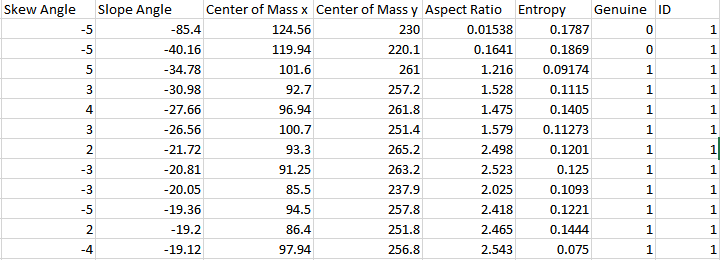 Skew Angle Slope Angle Center of Mass x Center of Mass y Aspect Ratio Entropy Genuine ID
-5 -85.4 124.56 230 0.01538 0.1787 0 1
-5 -40.16 119.94 220.1 0.1641 0.1869 0 1
5 -34.78 101.6 261 1.216 0.09174 1 1
3 -30.98 92.7 257.2 1.528 0.1115 1 1
4 -27.66 96.94 261.8 1.475 0.1405 1 1
3 -26.56 100.7 251.4 1.579 0.11273 1 1
2 -21.72 93.3 265.2 2.498 0.1201 1 1
-3 -20.81 91.25 263.2 2.523 0.125 1 1
-3 -20.05 85.5 237.9 2.025 0.1093 1 1
-5 -19.36 94.5 257.8 2.418 0.1221 1 1
2 -19.2 86.4 251.8 2.465 0.1444 1 1
-4 -19.12 97.94 256.8 2.543 0.075 1 1